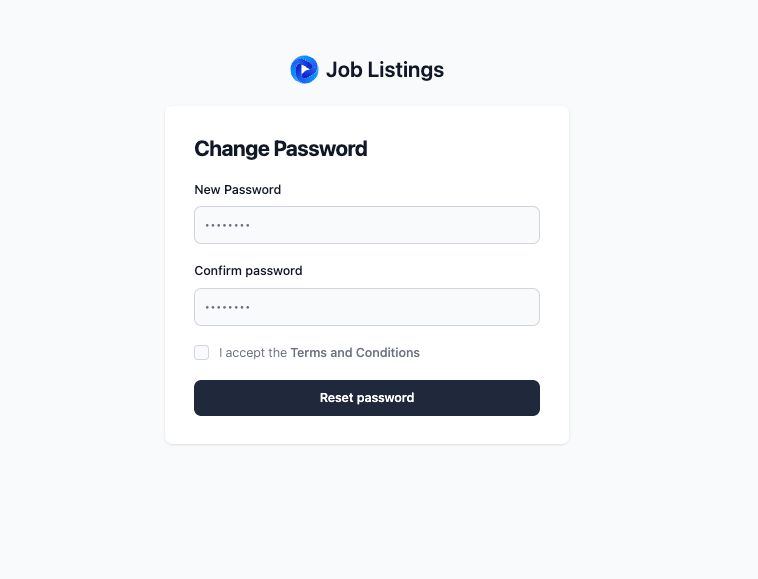 Job Listings
Change Password
New Password
••••••••
Confirm password
••••••••
I accept the Terms and Conditions
Reset password